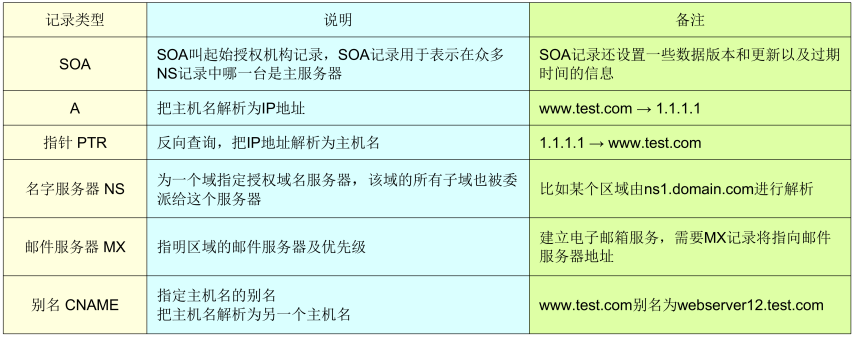 记录类型 说明 备注
SOA
SOA叫起始授权机构记录，SOA记录用于表示在众多
NS记录中哪一台是主服务器
SOA记录还设置一些数据版本和更新以及过期
时间的信息
A 把主机名解析为IP地址 www.test.com → 1.1.1.1
指针 PTR 反向查询，把IP地址解析为主机名 1.1.1.1 → www.test.com
名字服务器 NS
为一个域指定授权域名服务器，该域的所有子域也被委
派给这个服务器
比如某个区域由ns1.domain.com进行解析
邮件服务器 MX 指明区域的邮件服务器及优先级
建立电子邮箱服务，需要MX记录将指向邮件
服务器地址
别名 CNAME
指定主机名的别名
把主机名解析为另一个主机名
www.test.com别名为webserver12.test.com